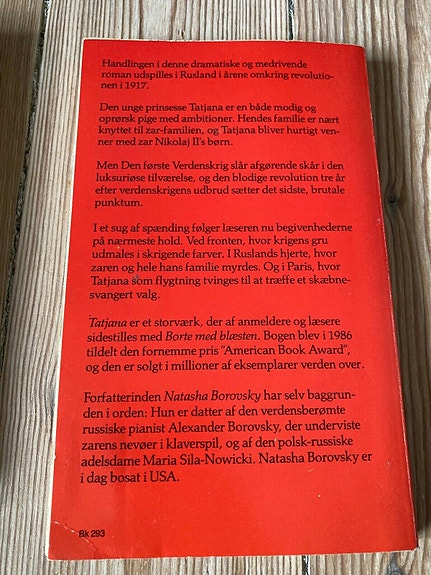 Handlingen i denne dramatiske og medrivende
roman udspilles i Rusland i årene omkring revolutio-
nen i 1917.
Den unge prinsesse Tatjana er en både modig og
oprørsk pige med ambitioner. Hendes familie er nært
knyttet til zar-familien, og Tatjana bliver hurtigt ven-
ner med zar Nikolaj II's børn.
Men Den første Verdenskrig slår afgørende skår i den
luksuriøse tilværelse, og den blodige revolution tre år
efter verdenskrigens udbrud sætter det sidste, brutale
punktum.
I et sug af spænding følger læseren nu begivenhederne
på nærmeste hold. Ved fronten, hvor krigens gru
udmales i skrigende farver. I Ruslands hjerte, hvor
zaren og hele hans familie myrdes. Og i Paris, hvor
Tatjana som flygtning tvinges til at træffe et skæbne-
svangert valg.
Tatjana er et storværk, der af anmeldere og læsere
sidestilles med Borte med blæsten. Bogen blev i 1986
tildelt den fornemme pris "American Book Award",
og den er solgt i millioner af eksemplarer verden over.
Forfatterinden Natasha Borovsky har selv baggrun-
den i orden: Hun er datter af den verdensberømte
russiske pianist Alexander Borovsky, der underviste
zarens nevøer i klaverspil, og af den polsk-russiske
adelsdame Maria Sila-Nowicki. Natasha Borovsky er
i dag bosat i USA.
Bk 293